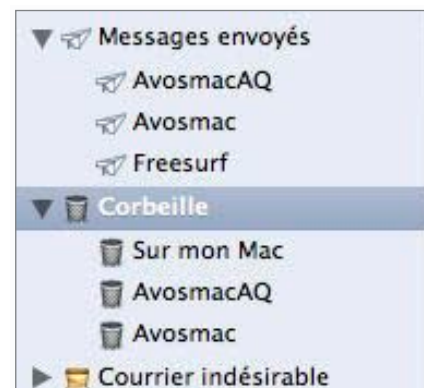 Messages envoyés
AvosmacAQ
Avosmac
Freesurf
Corbeille
Sur mon Mac
AvosmacAQ
Avosmac
Courrier indésirable